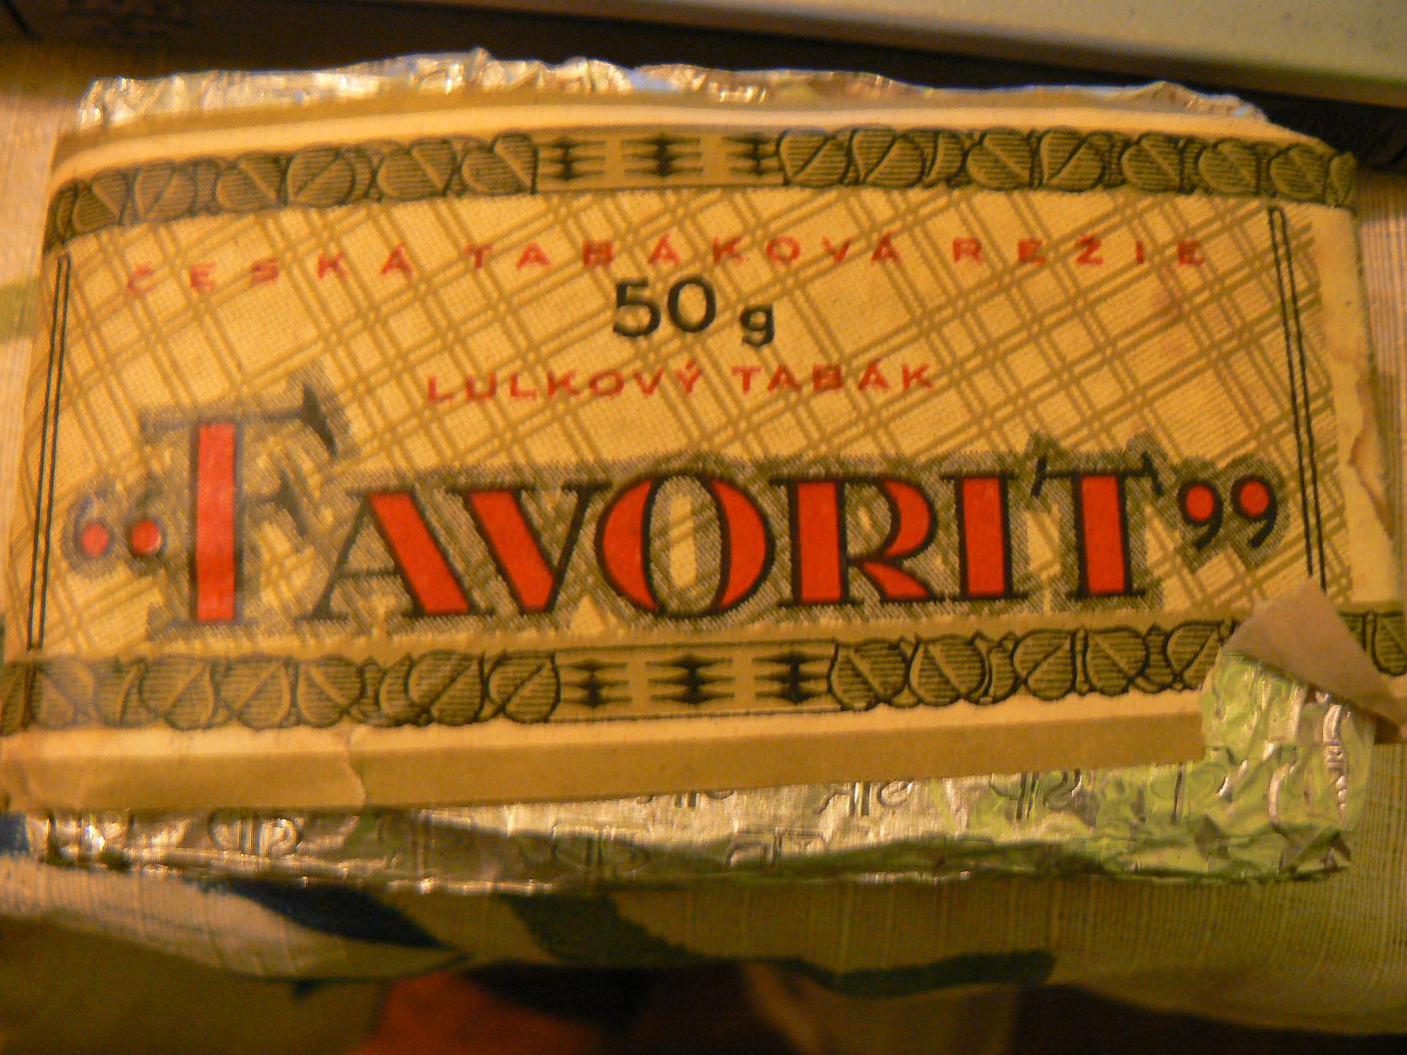 ČESKÁ TABÁKOVÁ REŽIE
50 g
LULKOVÝ TABÁK
“FAVORIT”